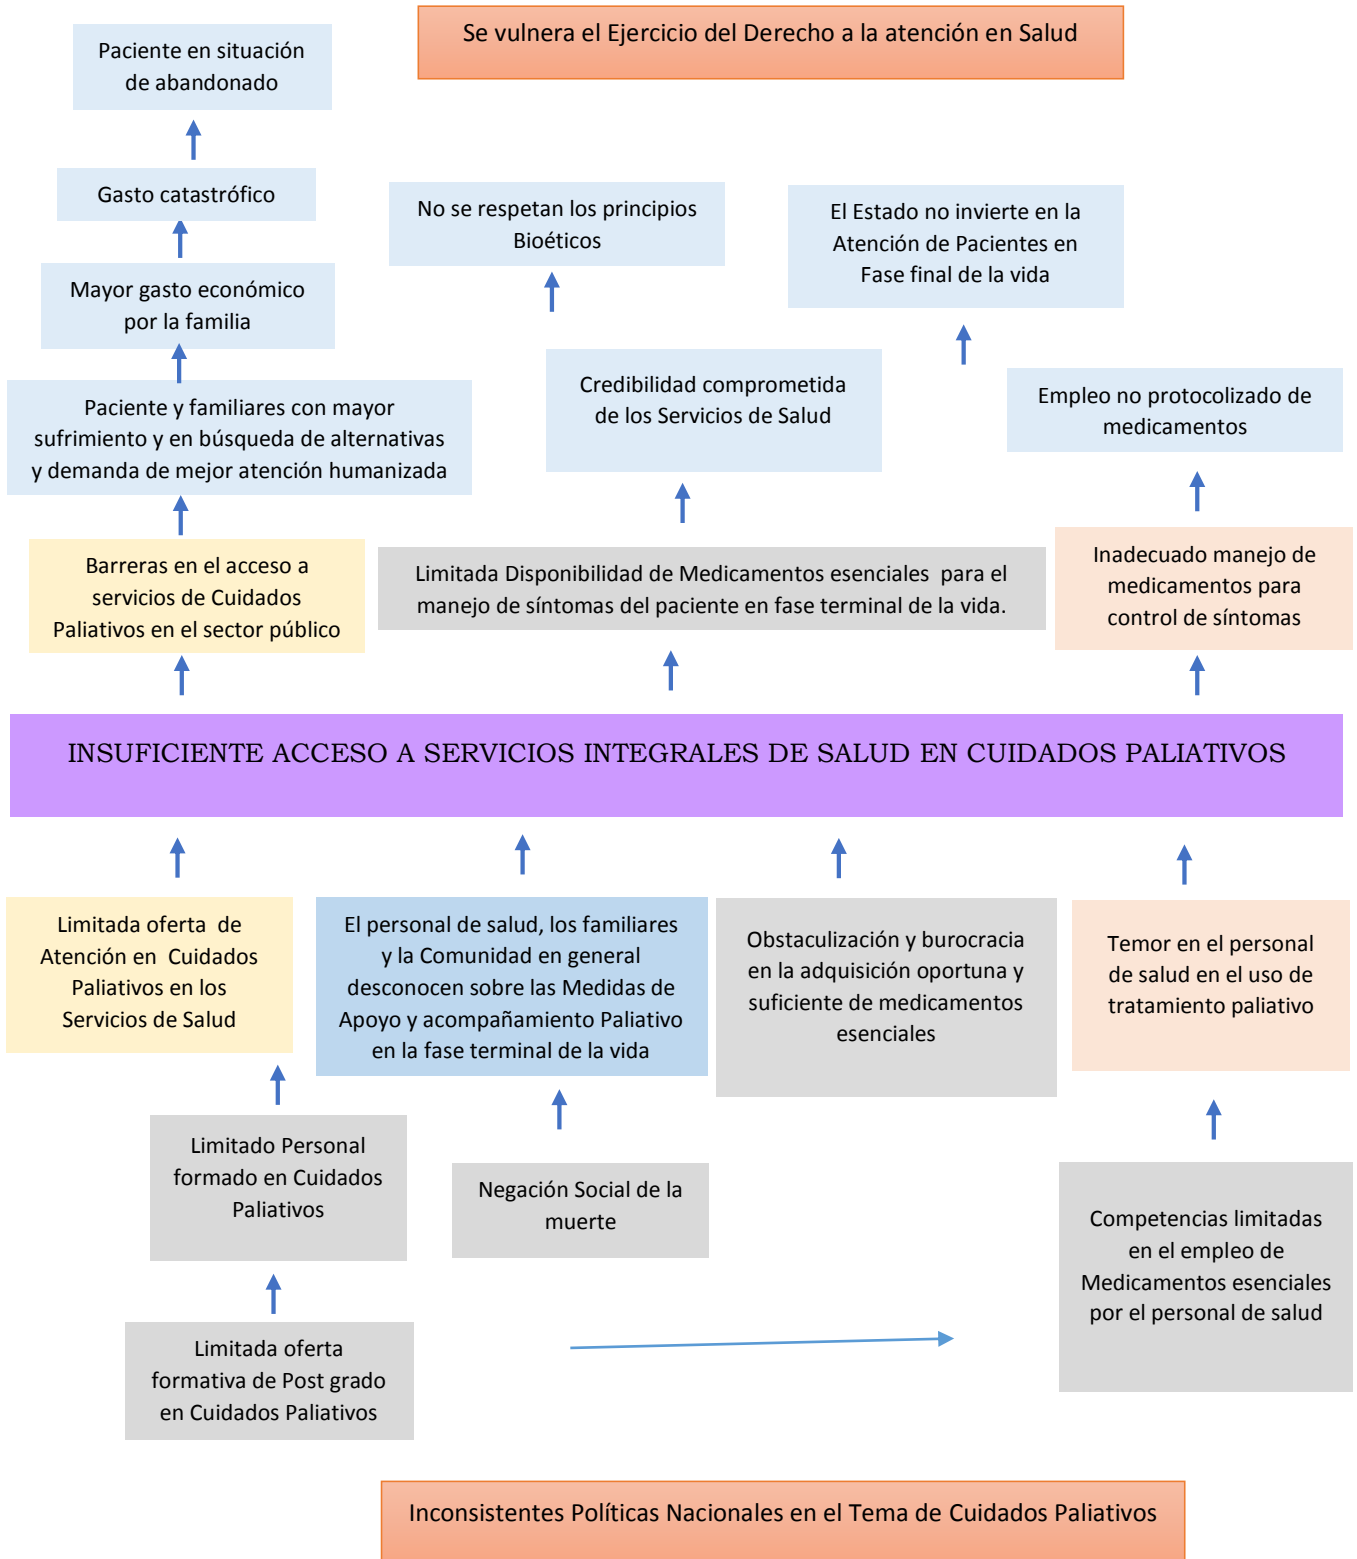 Se vulnera el Ejercicio del Derecho a la atención en Salud
Paciente en situación
de abandonado
Gasto catastrófico
No se respetan los principios
Bioéticos
El Estado no invierte en la
Atención de Pacientes en
Fase final de la vida
Mayor gasto económico
por la familia
Credibilidad comprometida
de los Servicios de Salud
Empleo no protocolizado de
medicamentos
Paciente y familiares con mayor
sufrimiento y en búsqueda de alternativas
y demanda de mejor atención humanizada
Barreras en el acceso a
servicios de Cuidados
Paliativos en el sector público
Limitada Disponibilidad de Medicamentos esenciales  para el
manejo de síntomas del paciente en fase terminal de la vida.
Inadecuado manejo de
medicamentos para
control de síntomas
INSUFICIENTE ACCESO A SERVICIOS INTEGRALES DE SALUD EN CUIDADOS PALIATIVOS
Limitada oferta  de
Atención en  Cuidados
Paliativos en los
Servicios de Salud
El personal de salud, los familiares
y la Comunidad en general
desconocen sobre las Medidas de
Apoyo y acompañamiento Paliativo
en la fase terminal de la vida
Obstaculización y burocracia
en la adquisición oportuna y
suficiente de medicamentos
esenciales
Temor en el personal
de salud en el uso de
tratamiento paliativo
Limitado Personal
formado en Cuidados
Paliativos
Negación Social de la
muerte
Competencias limitadas
en el empleo de
Medicamentos esenciales
por el personal de salud
Limitada oferta
formativa de Post grado
en Cuidados Paliativos
Inconsistentes Políticas Nacionales en el Tema de Cuidados Paliativos